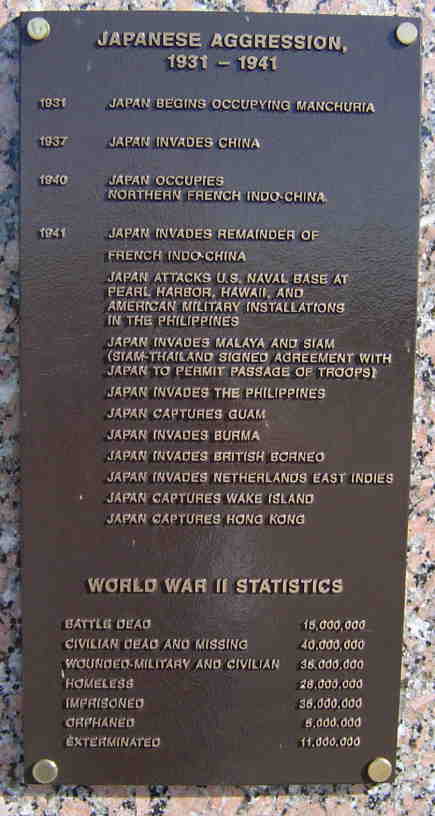 JAPANESE AGGRESSION,
1931 – 1941
1931 JAPAN BEGINS OCCUPYING MANCHURIA
1937 JAPAN INVADES CHINA
1940 JAPAN OCCUPIES
NORTHERN FRENCH INDO-CHINA
1941 JAPAN INVADES REMAINDER OF
FRENCH INDO-CHINA
JAPAN ATTACKS U.S. NAVAL BASE AT
PEARL HARBOR, HAWAII, AND
AMERICAN MILITARY INSTALLATIONS
IN THE PHILIPPINES
JAPAN INVADES MALAYA AND SIAM
(SIAM-THAILAND SIGNED AGREEMENT WITH
JAPAN TO PERMIT PASSAGE OF TROOPS)
JAPAN INVADES THE PHILIPPINES
JAPAN CAPTURES GUAM
JAPAN INVADES BURMA
JAPAN INVADES BRITISH BORNEO
JAPAN INVADES NETHERLANDS EAST INDIES
JAPAN CAPTURES WAKE ISLAND
JAPAN CAPTURES HONG KONG
WORLD WAR II STATISTICS
BATTLE DEAD 15,000,000
CIVILIAN DEAD AND MISSING 40,000,000
WOUNDED-MILITARY AND CIVILIAN 35,000,000
HOMELESS 28,000,000
IMPRISONED 35,000,000
ORPHANED 5,000,000
EXTERMINATED 11,000,000